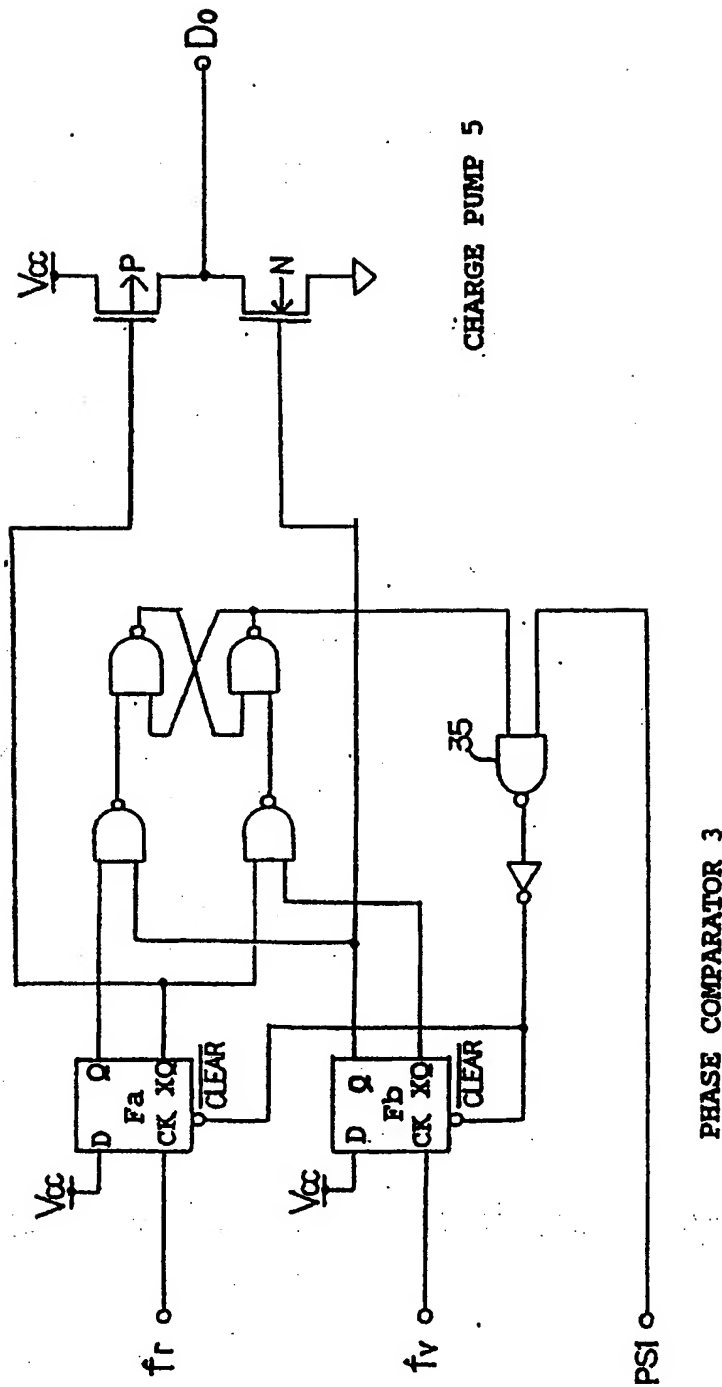 Vcc
P
Do
N
CHARGE PUMP 5
35
Vcc
D
Q
Fa
CK
XQ
CLEAR
fr
Vcc
D
Q
Fb
CK
XQ
CLEAR
fv
PS1
PHASE COMPARATOR 3